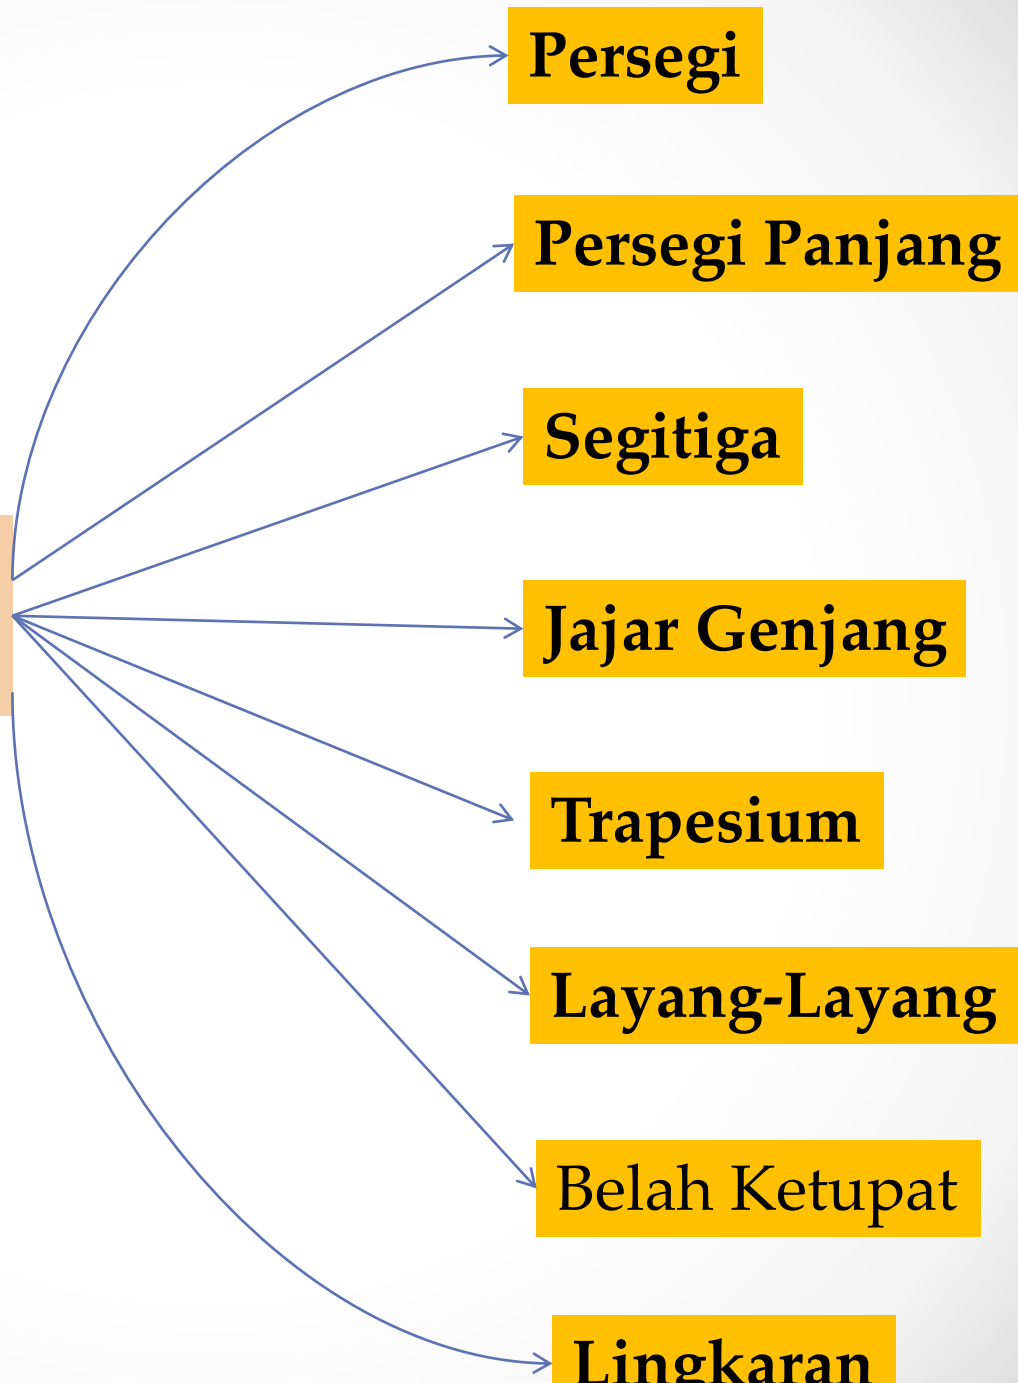 Persegi
Persegi Panjang
Segitiga
Jajar Genjang
Trapesium
Layang-Layang
Belah Ketupat
Lingkaran